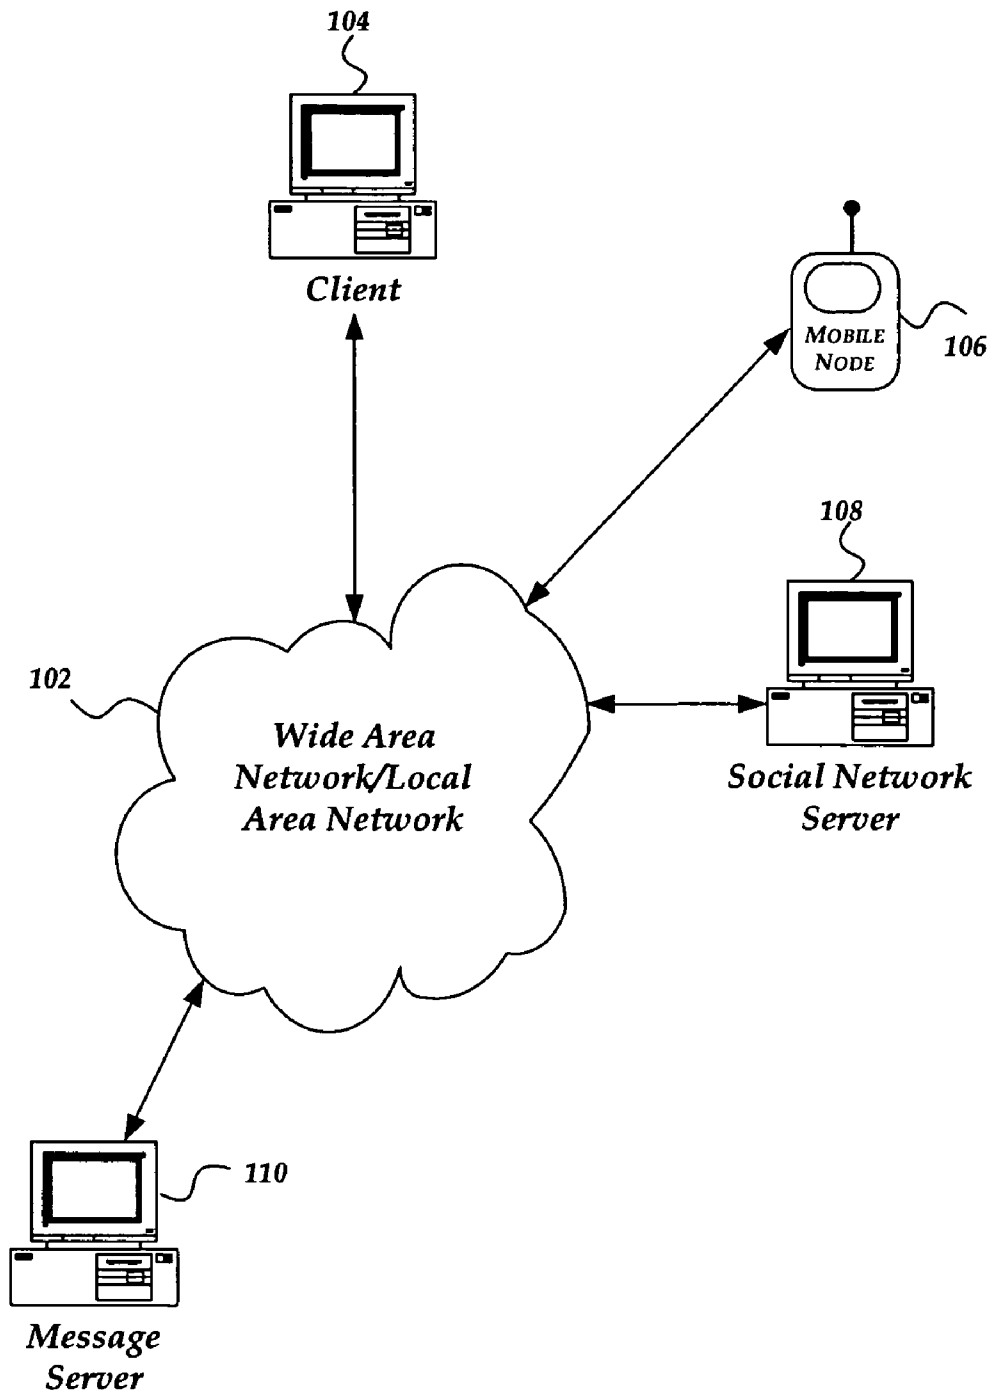 104
Client
MOBILE
NODE
106
108
102
Wide Area
Network/Local
Area Network
Social Network
Server
110
Message
Server